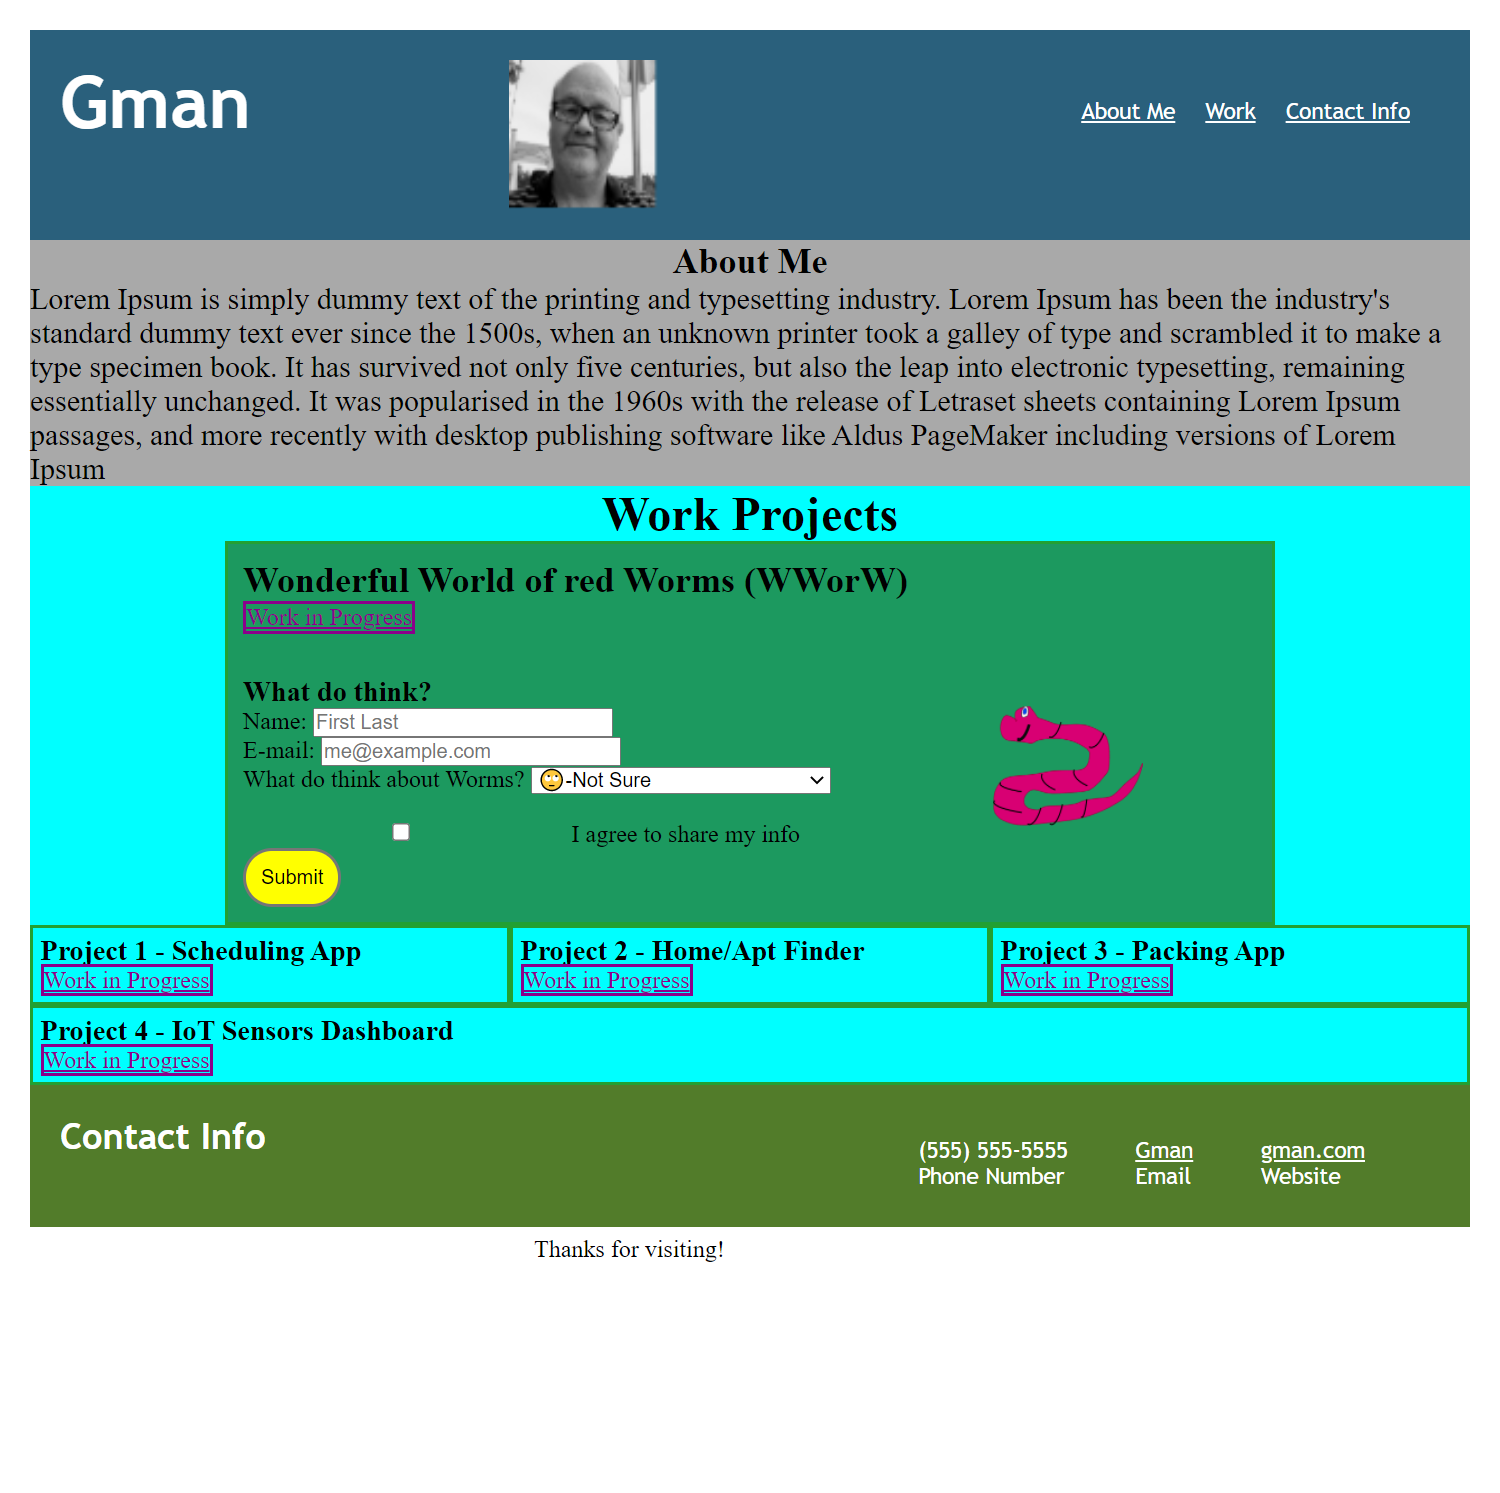 Gman
About Me
Work
Contact Info
About Me
Lorem Ipsum is simply dummy text of the printing and typesetting industry. Lorem Ipsum has been the industry's
standard dummy text ever since the 1500s, when an unknown printer took a galley of type and scrambled it to make a
type specimen book. It has survived not only five centuries, but also the leap into electronic typesetting, remaining
essentially unchanged. It was popularised in the 1960s with the release of Letraset sheets containing Lorem Ipsum
passages, and more recently with desktop publishing software like Aldus PageMaker including versions of Lorem
Ipsum
Work Projects
Wonderful World of red Worms (WWorW)
Work in Progress
What do think?
Name: First Last
E-mail: me@example.com
What do think about Worms? 🙄-Not Sure
I agree to share my info
Submit
Project 1 - Scheduling App
Work in Progress
Project 2 - Home/Apt Finder
Work in Progress
Project 3 - Packing App
Work in Progress
Project 4 - IoT Sensors Dashboard
Work in Progress
Contact Info
(555) 555-5555
Phone Number
Gman
Email
gman.com
Website
Thanks for visiting!